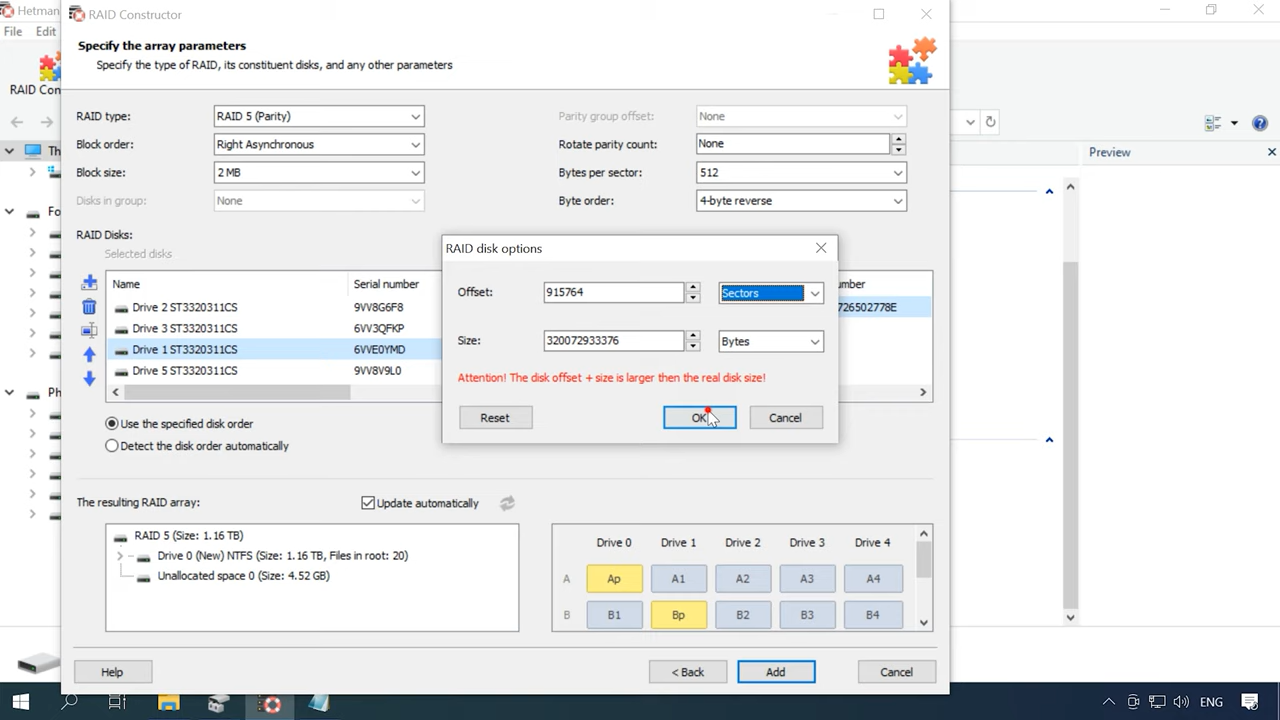 Hetman
RAID Constructor
File
Edit
Specify the array parameters
Specify the type of RAID, its constituent disks, and any other parameters
RAID Con
RAID type:
RAID 5 (Parity)
Parity group offset:
None
Block order:
Right Asynchronous
Rotate parity count:
None
Th
Preview
Block size:
2 MB
Bytes per sector:
512
Disks in group:
None
Byte order:
4-byte reverse
Fo
RAID Disks:
Selected disks
RAID disk options
Name
Serial number
Offset:
915764
Sectors
umber
Drive 2 ST3320311CS
9VV8G6F8
726502778E
Drive 3 ST3320311CS
6VV3QFKP
Size:
320072933376
Bytes
Drive 1 ST3320311CS
6VVE0YMD
Drive 5 ST3320311CS
9VV8V9L0
Attention! The disk offset + size is larger then the real disk size!
Ph
Reset
OK
Cancel
Use the specified disk order
Detect the disk order automatically
The resulting RAID array:
Update automatically
RAID 5 (Size: 1.16 TB)
Drive 0 (New) NTFS (Size: 1.16 TB, Files in root: 20)
Unallocated space 0 (Size: 4.52 GB)
Drive 0 Drive 1 Drive 2 Drive 3 Drive 4
A Ap A1 A2 A3 A4
B B1 Bp B2 B3 B4
Help
< Back
Add
Cancel
ENG